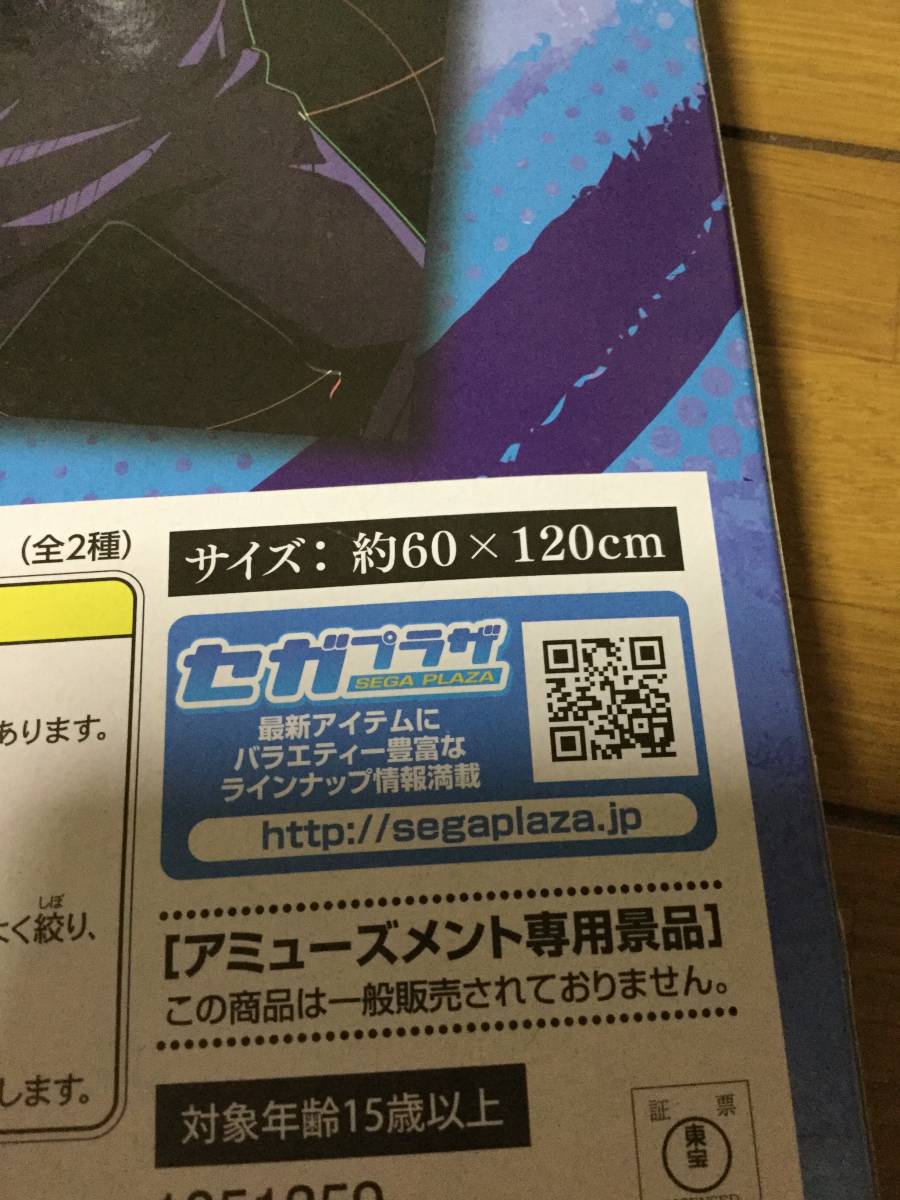 (全2種)
サイズ：約60×120cm
セガプラザ
SEGA PLAZA
最新アイテムに
バラエティー豊富な
ラインナップ情報満載
http://segaplaza.jp
あります。
しぼ
よく絞り、
[アミューズメント専用景品]
この商品は一般販売されておりません。
します。
対象年齢15歳以上
証 票
東宝